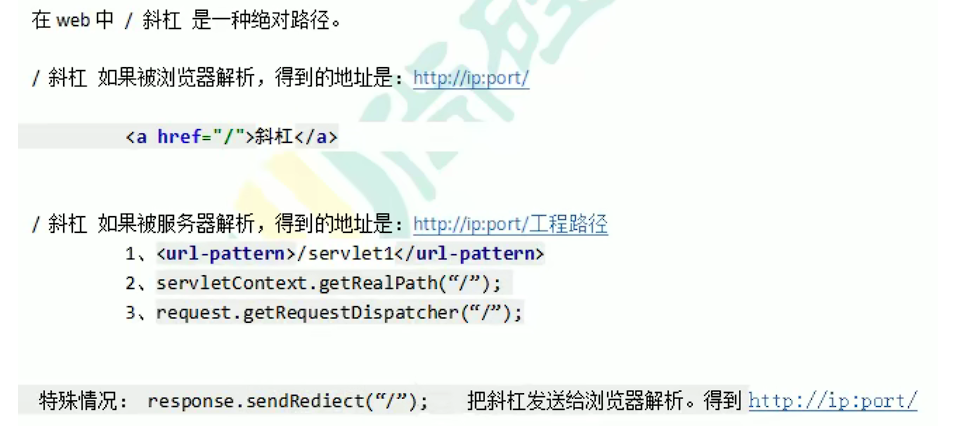 在 web 中 / 斜杠 是一种绝对路径。
/ 斜杠 如果被浏览器解析，得到的地址是：http://ip:port/
<a href="/">斜杠</a>
/ 斜杠 如果被服务器解析，得到的地址是：http://ip:port/工程路径
1、<url-pattern>/servlet1</url-pattern>
2、servletContext.getRealPath(“/”);
3、request.getRequestDispatcher(“/”);
特殊情况： response.sendRediect(“/”); 把斜杠发送给浏览器解析。得到 http://ip:port/